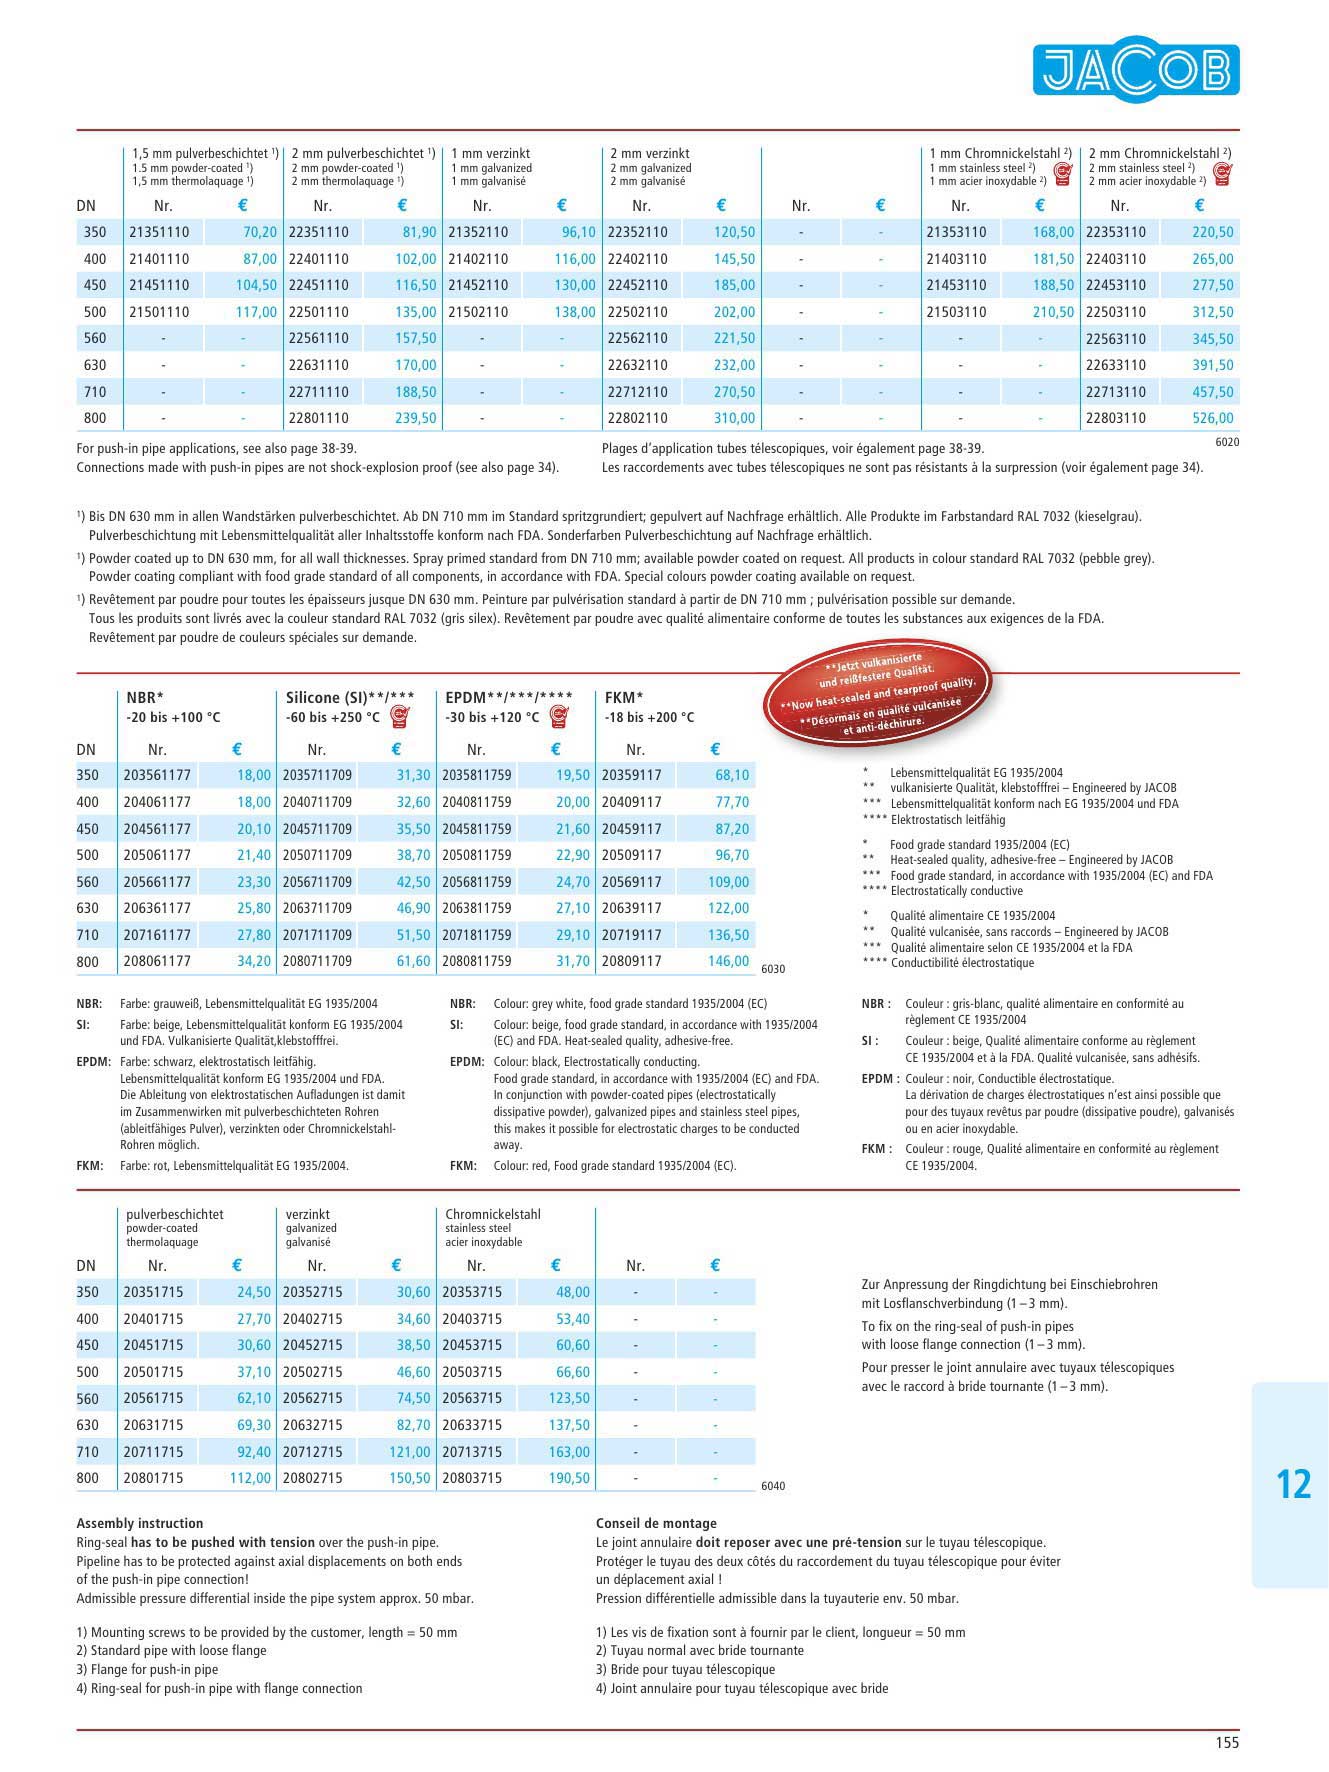 JACOB
1,5 mm pulverbeschichtet ¹) 2 mm pulverbeschichtet ¹) 1 mm verzinkt 2 mm verzinkt 1 mm Chromnickelstahl ²) 2 mm Chromnickelstahl ²)
1.5 mm powder-coated ¹) 2 mm powder-coated ¹) 1 mm galvanized 2 mm galvanized 1 mm stainless steel ²) 2 mm stainless steel ²)
1,5 mm thermolaquage ¹) 2 mm thermolaquage ¹) 1 mm galvanisé 2 mm galvanisé 1 mm acier inoxydable ²) 2 mm acier inoxydable ²)
DN Nr. € Nr. € Nr. € Nr. € Nr. € Nr. € Nr. €
350 21351110 70,20 22351110 81,90 21352110 96,10 22352110 120,50 - - 21353110 168,00 22353110 220,50
400 21401110 87,00 22401110 102,00 21402110 116,00 22402110 145,50 - - 21403110 181,50 22403110 265,00
450 21451110 104,50 22451110 116,50 21452110 130,00 22452110 185,00 - - 21453110 188,50 22453110 277,50
500 21501110 117,00 22501110 135,00 21502110 138,00 22502110 202,00 - - 21503110 210,50 22503110 312,50
560 - - 22561110 157,50 - - 22562110 221,50 - - - - 22563110 345,50
630 - - 22631110 170,00 - - 22632110 232,00 - - - - 22633110 391,50
710 - - 22711110 188,50 - - 22712110 270,50 - - - - 22713110 457,50
800 - - 22801110 239,50 - - 22802110 310,00 - - - - 22803110 526,00
6020
For push-in pipe applications, see also page 38-39.
Connections made with push-in pipes are not shock-explosion proof (see also page 34).
Plages d'application tubes télescopiques, voir également page 38-39.
Les raccordements avec tubes télescopiques ne sont pas résistants à la surpression (voir également page 34).
¹) Bis DN 630 mm in allen Wandstärken pulverbeschichtet. Ab DN 710 mm im Standard spritzgrundiert; gepulvert auf Nachfrage erhältlich. Alle Produkte im Farbstandard RAL 7032 (kieselgrau).
Pulverbeschichtung mit Lebensmittelqualität aller Inhaltsstoffe konform nach FDA. Sonderfarben Pulverbeschichtung auf Nachfrage erhältlich.
¹) Powder coated up to DN 630 mm, for all wall thicknesses. Spray primed standard from DN 710 mm; available powder coated on request. All products in colour standard RAL 7032 (pebble grey).
Powder coating compliant with food grade standard of all components, in accordance with FDA. Special colours powder coating available on request.
¹) Revêtement par poudre pour toutes les épaisseurs jusque DN 630 mm. Peinture par pulvérisation standard à partir de DN 710 mm ; pulvérisation possible sur demande.
Tous les produits sont livrés avec la couleur standard RAL 7032 (gris silex). Revêtement par poudre avec qualité alimentaire conforme de toutes les substances aux exigences de la FDA.
Revêtement par poudre de couleurs spéciales sur demande.
**Jetzt vulkanisierte
und reißfestere Qualität.
**Now heat-sealed and tearproof quality.
**Désormais en qualité vulcanisée
et anti-déchirure.
NBR* Silicone (SI)**/*** EPDM**/***/**** FKM*
-20 bis +100 °C -60 bis +250 °C -30 bis +120 °C -18 bis +200 °C
DN Nr. € Nr. € Nr. € Nr. €
350 203561177 18,00 2035711709 31,30 2035811759 19,50 20359117 68,10
400 204061177 18,00 2040711709 32,60 2040811759 20,00 20409117 77,70
450 204561177 20,10 2045711709 35,50 2045811759 21,60 20459117 87,20
500 205061177 21,40 2050711709 38,70 2050811759 22,90 20509117 96,70
560 205661177 23,30 2056711709 42,50 2056811759 24,70 20569117 109,00
630 206361177 25,80 2063711709 46,90 2063811759 27,10 20639117 122,00
710 207161177 27,80 2071711709 51,50 2071811759 29,10 20719117 136,50
800 208061177 34,20 2080711709 61,60 2080811759 31,70 20809117 146,00
6030
* Lebensmittelqualität EG 1935/2004
** vulkanisierte Qualität, klebstofffrei – Engineered by JACOB
*** Lebensmittelqualität konform nach EG 1935/2004 und FDA
**** Elektrostatisch leitfähig
* Food grade standard 1935/2004 (EC)
** Heat-sealed quality, adhesive-free – Engineered by JACOB
*** Food grade standard, in accordance with 1935/2004 (EC) and FDA
**** Electrostatically conductive
* Qualité alimentaire CE 1935/2004
** Qualité vulcanisée, sans raccords – Engineered by JACOB
*** Qualité alimentaire selon CE 1935/2004 et la FDA
**** Conductibilité électrostatique
NBR: Farbe: grauweiß, Lebensmittelqualität EG 1935/2004
SI: Farbe: beige, Lebensmittelqualität konform EG 1935/2004
und FDA. Vulkanisierte Qualität,klebstofffrei.
EPDM: Farbe: schwarz, elektrostatisch leitfähig.
Lebensmittelqualität konform EG 1935/2004 und FDA.
Die Ableitung von elektrostatischen Aufladungen ist damit
im Zusammenwirken mit pulverbeschichteten Rohren
(ableitfähiges Pulver), verzinkten oder Chromnickelstahl-
Rohren möglich.
FKM: Farbe: rot, Lebensmittelqualität EG 1935/2004.
NBR: Colour: grey white, food grade standard 1935/2004 (EC)
SI: Colour: beige, food grade standard, in accordance with 1935/2004
(EC) and FDA. Heat-sealed quality, adhesive-free.
EPDM: Colour: black, Electrostatically conducting.
Food grade standard, in accordance with 1935/2004 (EC) and FDA.
In conjunction with powder-coated pipes (electrostatically
dissipative powder), galvanized pipes and stainless steel pipes,
this makes it possible for electrostatic charges to be conducted
away.
FKM: Colour: red, Food grade standard 1935/2004 (EC).
NBR : Couleur : gris-blanc, qualité alimentaire en conformité au
règlement CE 1935/2004
SI : Couleur : beige, Qualité alimentaire conforme au règlement
CE 1935/2004 et à la FDA. Qualité vulcanisée, sans adhésifs.
EPDM : Couleur : noir, Conductible électrostatique.
La dérivation de charges électrostatiques n'est ainsi possible que
pour des tuyaux revêtus par poudre (dissipative poudre), galvanisés
ou en acier inoxydable.
FKM : Couleur : rouge, Qualité alimentaire en conformité au règlement
CE 1935/2004.
pulverbeschichtet verzinkt Chromnickelstahl
powder-coated galvanized stainless steel
thermolaquage galvanisé acier inoxydable
DN Nr. € Nr. € Nr. € Nr. €
350 20351715 24,50 20352715 30,60 20353715 48,00 - -
400 20401715 27,70 20402715 34,60 20403715 53,40 - -
450 20451715 30,60 20452715 38,50 20453715 60,60 - -
500 20501715 37,10 20502715 46,60 20503715 66,60 - -
560 20561715 62,10 20562715 74,50 20563715 123,50 - -
630 20631715 69,30 20632715 82,70 20633715 137,50 - -
710 20711715 92,40 20712715 121,00 20713715 163,00 - -
800 20801715 112,00 20802715 150,50 20803715 190,50 - -
6040
Zur Anpressung der Ringdichtung bei Einschiebrohren
mit Losflanschverbindung (1 – 3 mm).
To fix on the ring-seal of push-in pipes
with loose flange connection (1 – 3 mm).
Pour presser le joint annulaire avec tuyaux télescopiques
avec le raccord à bride tournante (1 – 3 mm).
12
Assembly instruction
Ring-seal has to be pushed with tension over the push-in pipe.
Pipeline has to be protected against axial displacements on both ends
of the push-in pipe connection!
Admissible pressure differential inside the pipe system approx. 50 mbar.
1) Mounting screws to be provided by the customer, length = 50 mm
2) Standard pipe with loose flange
3) Flange for push-in pipe
4) Ring-seal for push-in pipe with flange connection
Conseil de montage
Le joint annulaire doit reposer avec une pré-tension sur le tuyau télescopique.
Protéger le tuyau des deux côtés du raccordement du tuyau télescopique pour éviter
un déplacement axial !
Pression différentielle admissible dans la tuyauterie env. 50 mbar.
1) Les vis de fixation sont à fournir par le client, longueur = 50 mm
2) Tuyau normal avec bride tournante
3) Bride pour tuyau télescopique
4) Joint annulaire pour tuyau télescopique avec bride
155